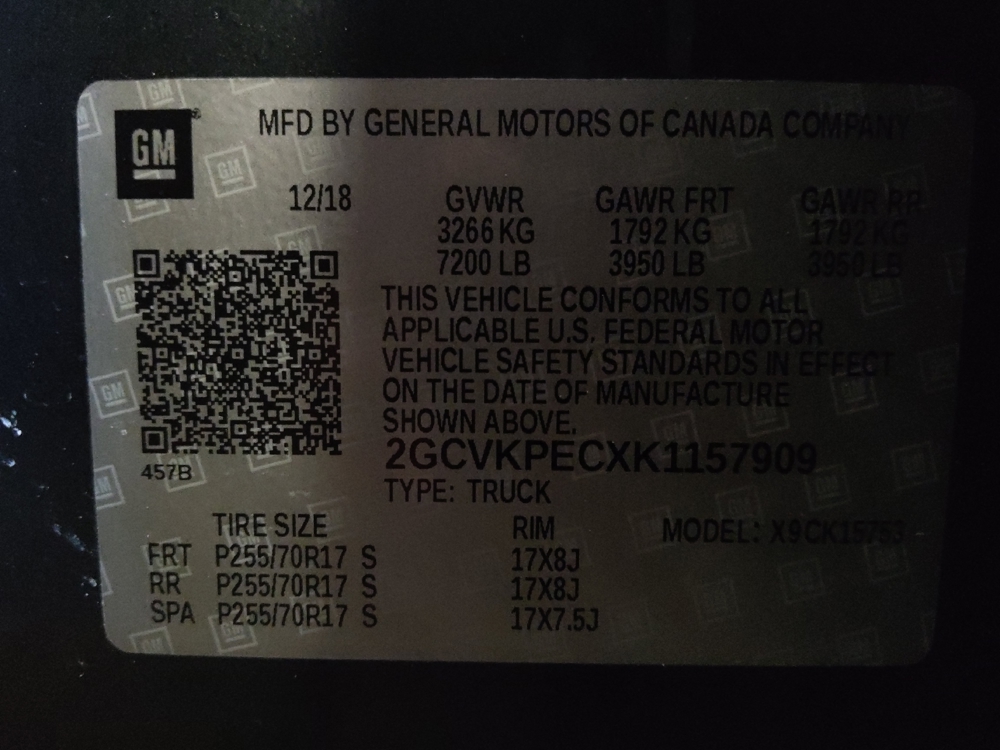 GM
MFD BY GENERAL MOTORS OF CANADA COMPANY
12/18 GVWR GAWR FRT GAWR RR
3266 KG 1792 KG 1792 KG
7200 LB 3950 LB 3950 LB
THIS VEHICLE CONFORMS TO ALL
APPLICABLE U.S. FEDERAL MOTOR
VEHICLE SAFETY STANDARDS IN EFFECT
ON THE DATE OF MANUFACTURE
SHOWN ABOVE.
2GCVKPECXK1157909
457B
TYPE: TRUCK
TIRE SIZE RIM MODEL: X9CK15753
FRT P255/70R17 S 17X8J
RR P255/70R17 S 17X8J
SPA P255/70R17 S 17X7.5J